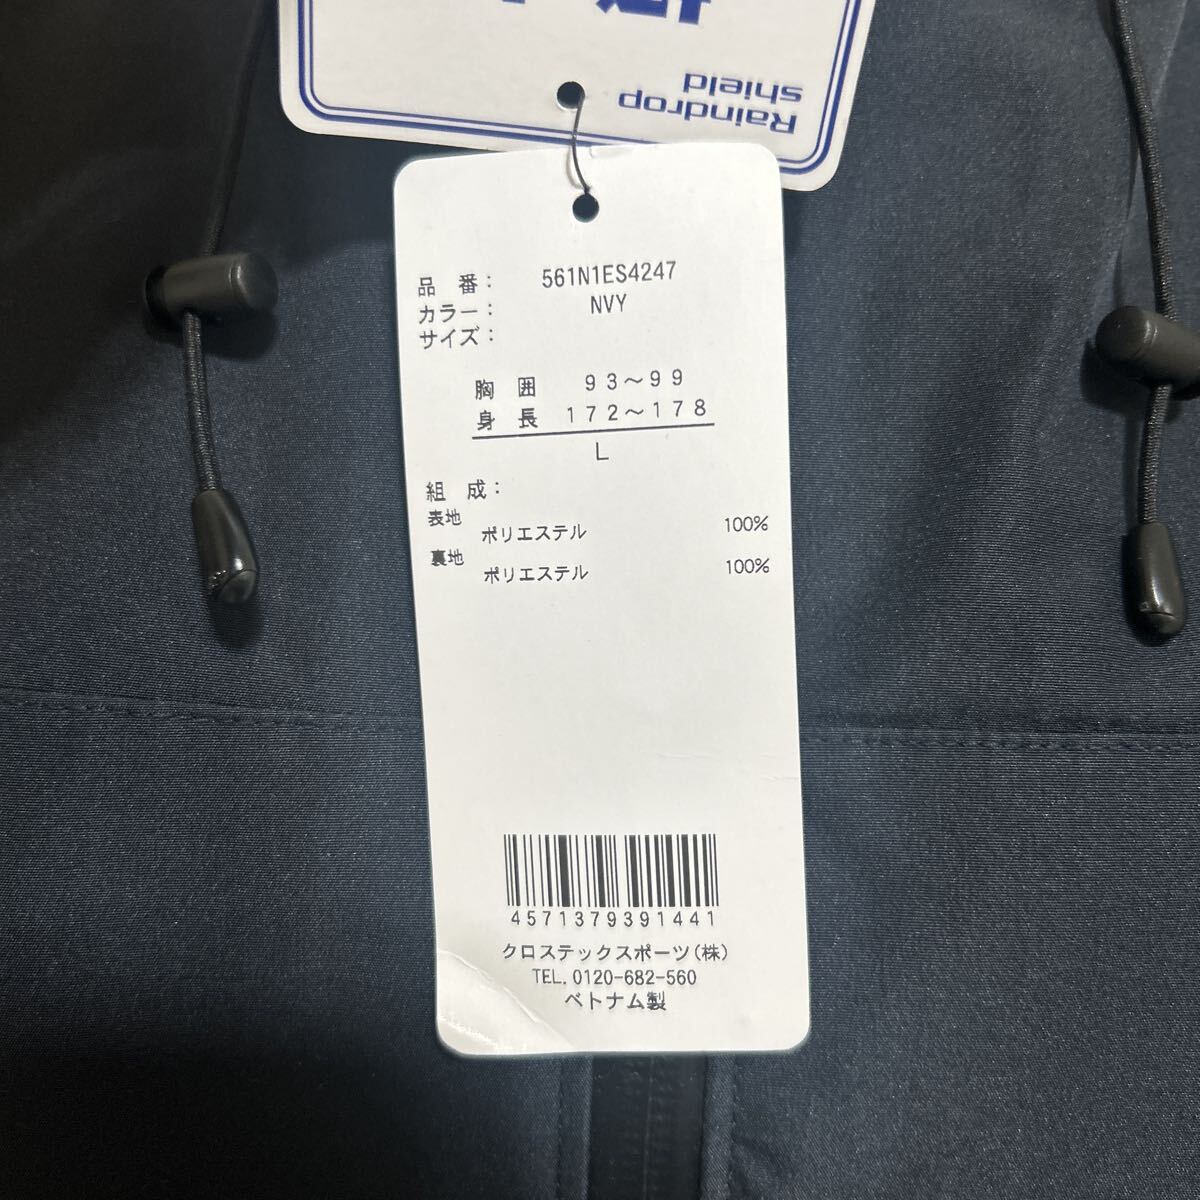 Raindrop
shield
品 番： 561N1ES4247
カラー： NVY
サイズ：
胸 囲 93～99
身 長 172～178
L
組 成：
表地
ポリエステル 100%
裏地
ポリエステル 100%
4571379391441
クロステックスポーツ(株)
TEL.0120-682-560
ベトナム製